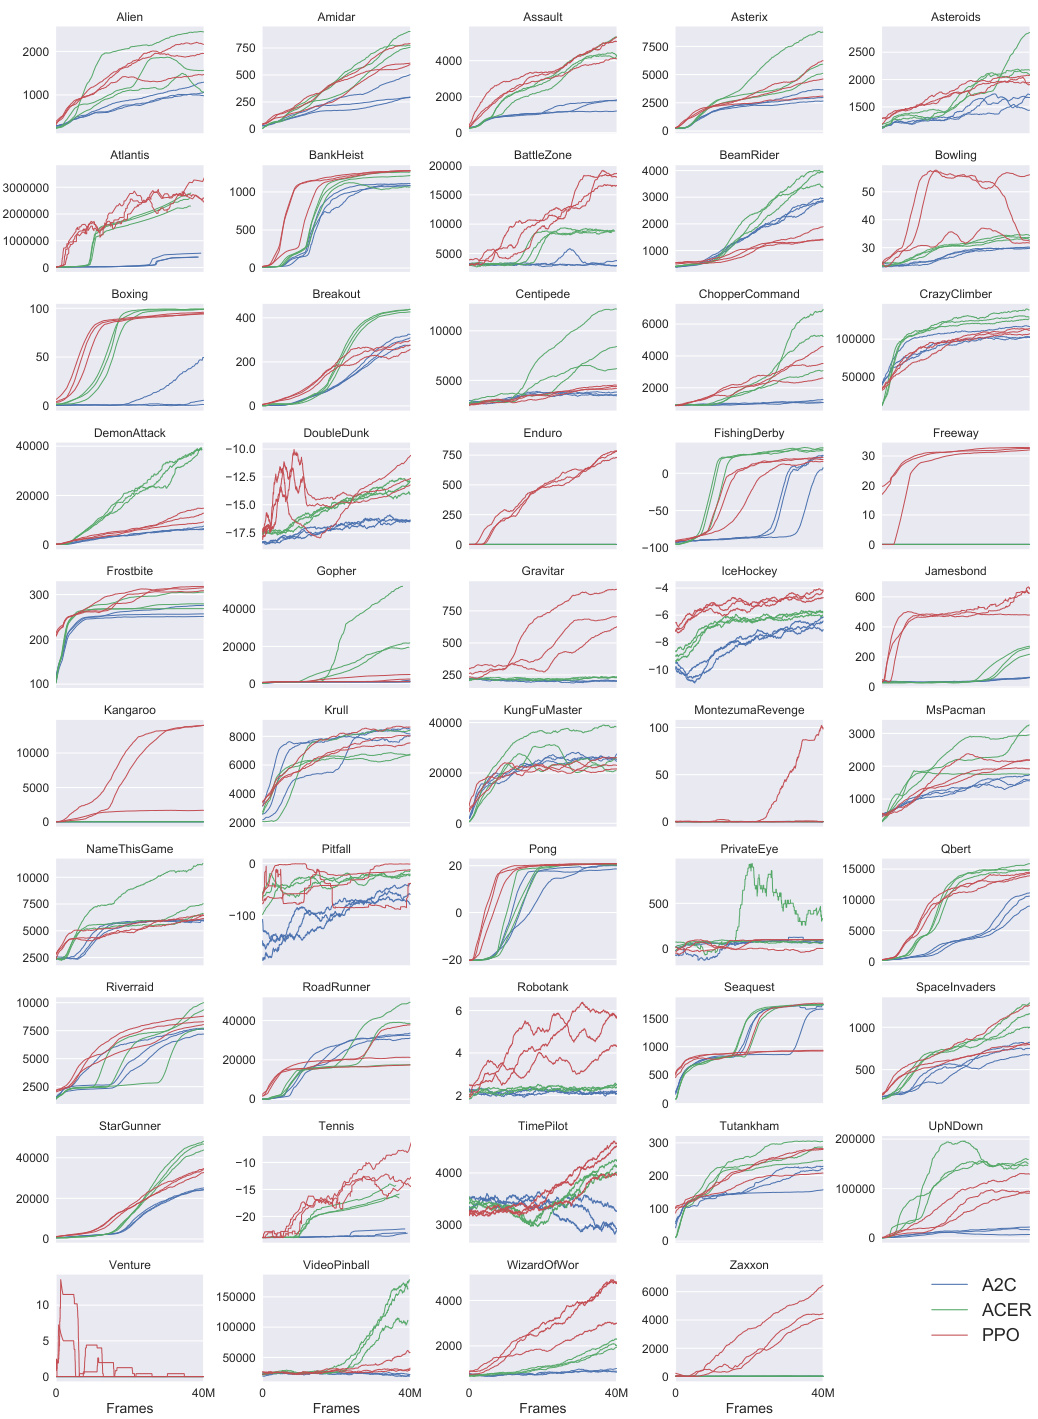 Alien Amidar Assault Asterix Asteroids
2000 1000
750 500 250 0
4000 2000 0
7500 5000 2500 0
2500 2000 1500
Atlantis BankHeist BattleZone BeamRider Bowling
3000000 2000000 1000000 0
1000 500 0
20000 15000 10000 5000
4000 3000 2000 1000
50 40 30
Boxing Breakout Centipede ChopperCommand CrazyClimber
100 50 0
400 200 0
10000 5000
6000 4000 2000
100000 50000
DemonAttack DoubleDunk Enduro FishingDerby Freeway
40000 20000 0
−10.0 −12.5 −15.0 −17.5
750 500 250 0
0 −50 −100
30 20 10 0
Frostbite Gopher Gravitar IceHockey Jamesbond
300 200 100
40000 20000 0
750 500 250
−4 −6 −8 −10
600 400 200 0
Kangaroo Krull KungFuMaster MontezumaRevenge MsPacman
10000 5000 0
8000 6000 4000 2000
40000 20000 0
100 50 0
3000 2000 1000
NameThisGame Pitfall Pong PrivateEye Qbert
10000 7500 5000 2500
0 −100
20 0 −20
500 0
15000 10000 5000 0
Riverraid RoadRunner Robotank Seaquest SpaceInvaders
10000 7500 5000 2500
40000 20000 0
6 4 2
1500 1000 500 0
1000 500
StarGunner Tennis TimePilot Tutankham UpNDown
40000 20000 0
−10 −15 −20
4000 3000
300 200 100 0
200000 100000 0
Venture VideoPinball WizardOfWor Zaxxon
10 5 0
150000 100000 50000
4000 2000
6000 4000 2000 0
A2C
ACER
PPO
0 40M 0 40M 0 40M 0 40M
Frames Frames Frames Frames